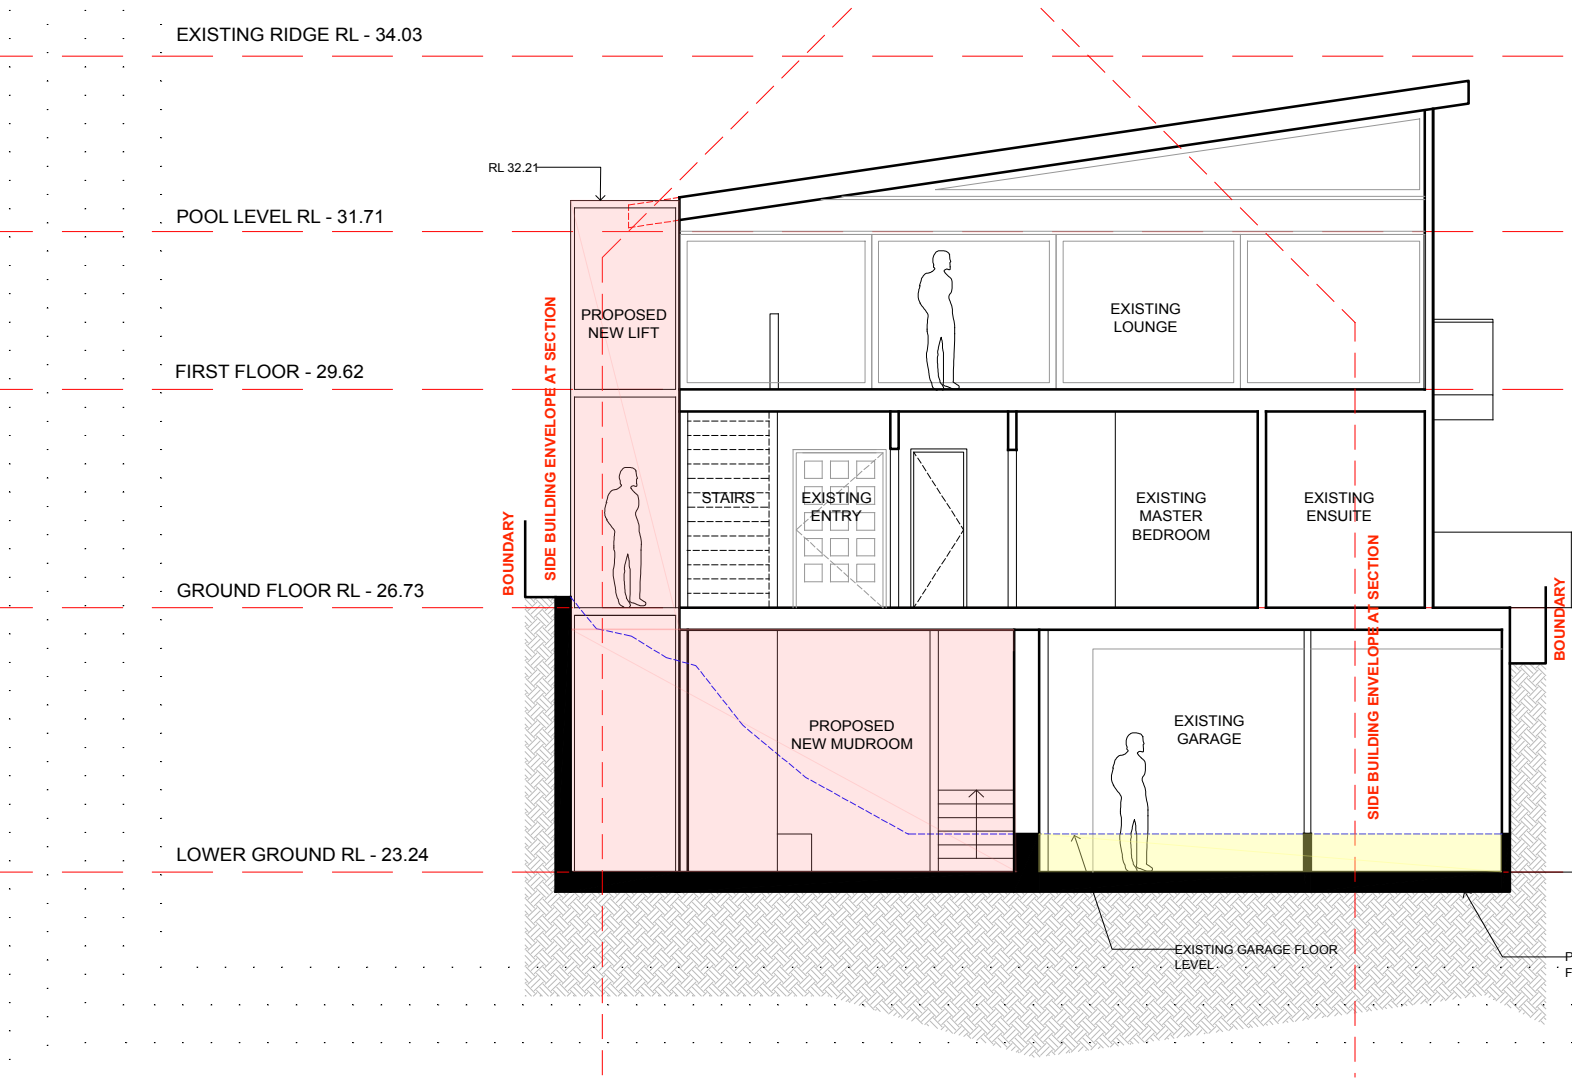 EXISTING RIDGE RL - 34.03
RL 32.21
POOL LEVEL RL - 31.71
PROPOSED
NEW LIFT
EXISTING
LOUNGE
FIRST FLOOR - 29.62
SIDE BUILDING ENVELOPE AT SECTION
STAIRS
EXISTING
ENTRY
EXISTING
MASTER
BEDROOM
EXISTING
ENSUITE
BOUNDARY
GROUND FLOOR RL - 26.73
BOUNDARY
SIDE BUILDING ENVELOPE AT SECTION
PROPOSED
NEW MUDROOM
EXISTING
GARAGE
LOWER GROUND RL - 23.24
EXISTING GARAGE FLOOR
LEVEL
P
F